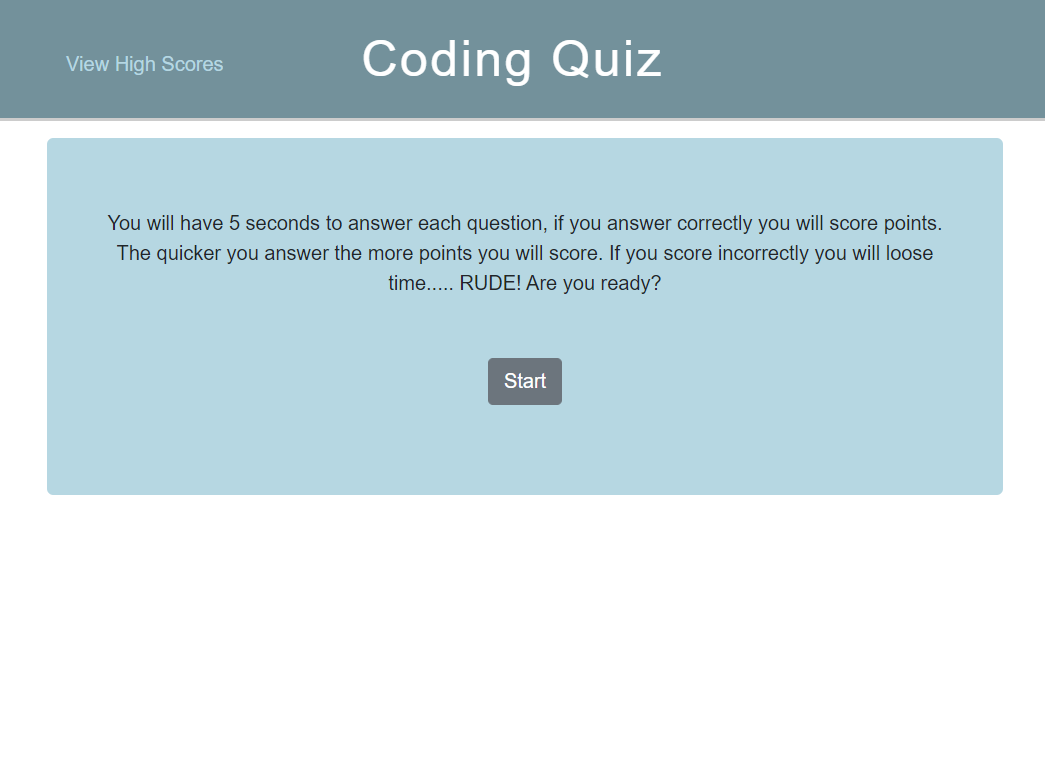 View High Scores
Coding Quiz
You will have 5 seconds to answer each question, if you answer correctly you will score points.
The quicker you answer the more points you will score. If you score incorrectly you will loose
time..... RUDE! Are you ready?
Start